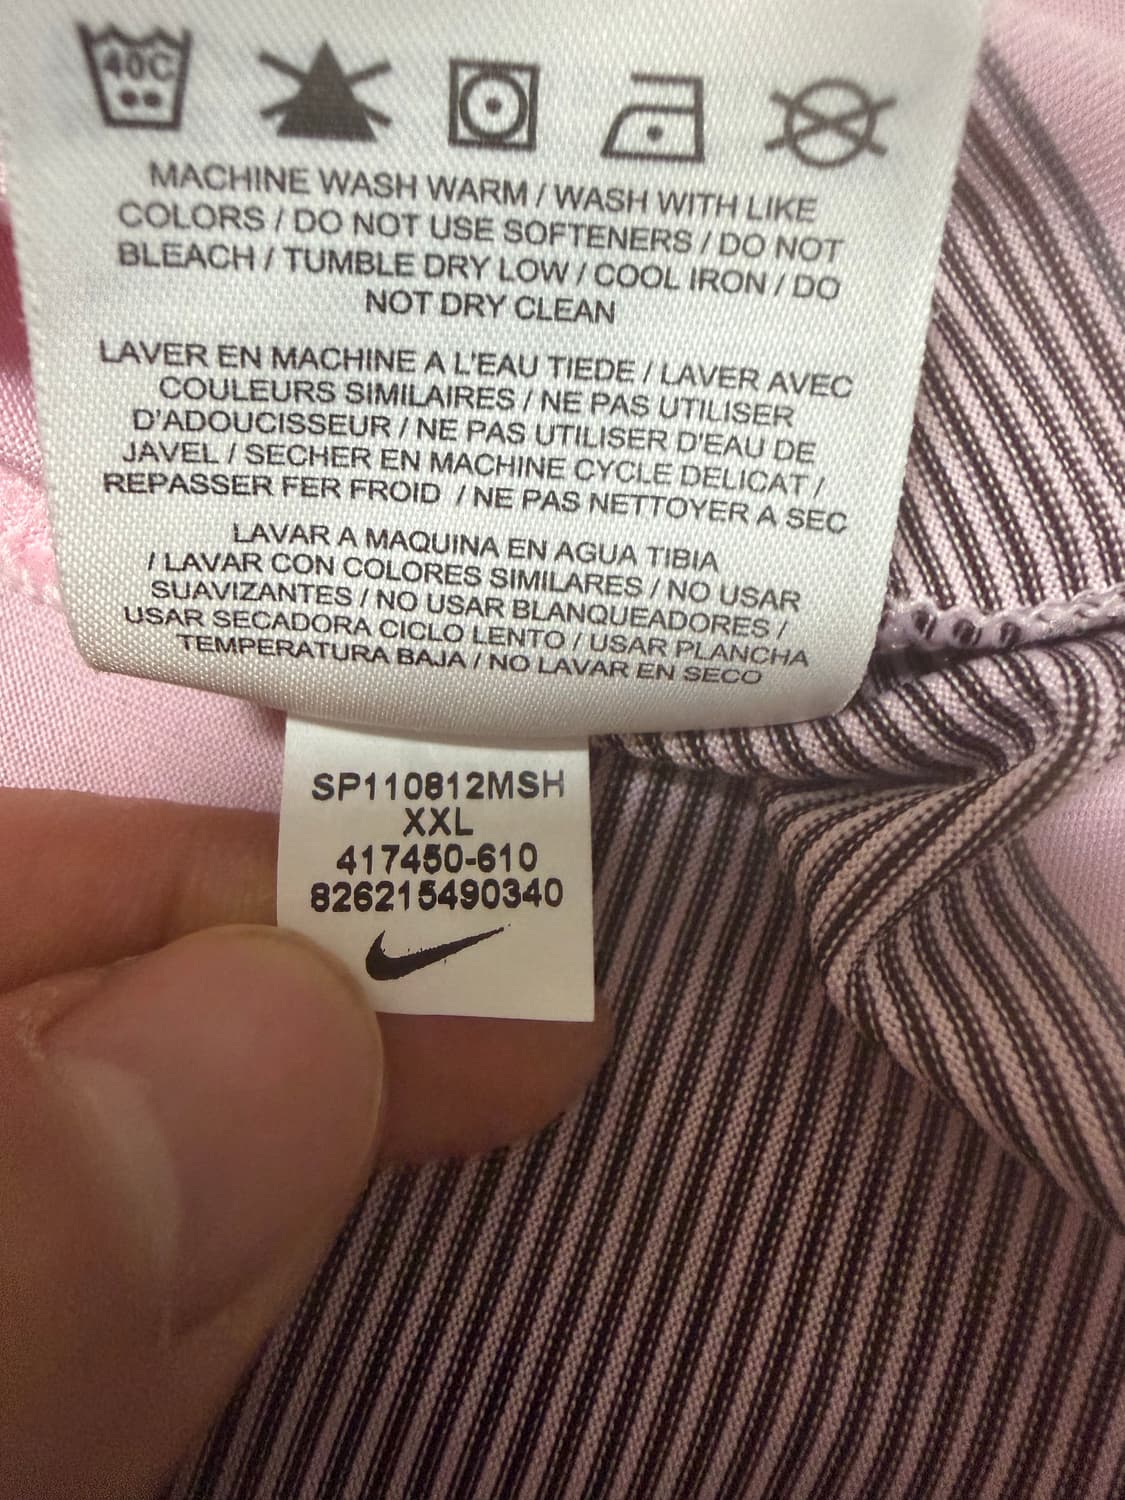 40C
MACHINE WASH WARM / WASH WITH LIKE
COLORS / DO NOT USE SOFTENERS / DO NOT
BLEACH / TUMBLE DRY LOW / COOL IRON / DO
NOT DRY CLEAN
LAVER EN MACHINE A L'EAU TIEDE / LAVER AVEC
COULEURS SIMILAIRES / NE PAS UTILISER
D'ADOUCISSEUR / NE PAS UTILISER D'EAU DE
JAVEL / SECHER EN MACHINE CYCLE DELICAT /
REPASSER FER FROID / NE PAS NETTOYER A SEC
LAVAR A MAQUINA EN AGUA TIBIA
/ LAVAR CON COLORES SIMILARES / NO USAR
SUAVIZANTES / NO USAR BLANQUEADORES /
USAR SECADORA CICLO LENTO / USAR PLANCHA
TEMPERATURA BAJA / NO LAVAR EN SECO
SP110812MSH
XXL
417450-610
826215490340